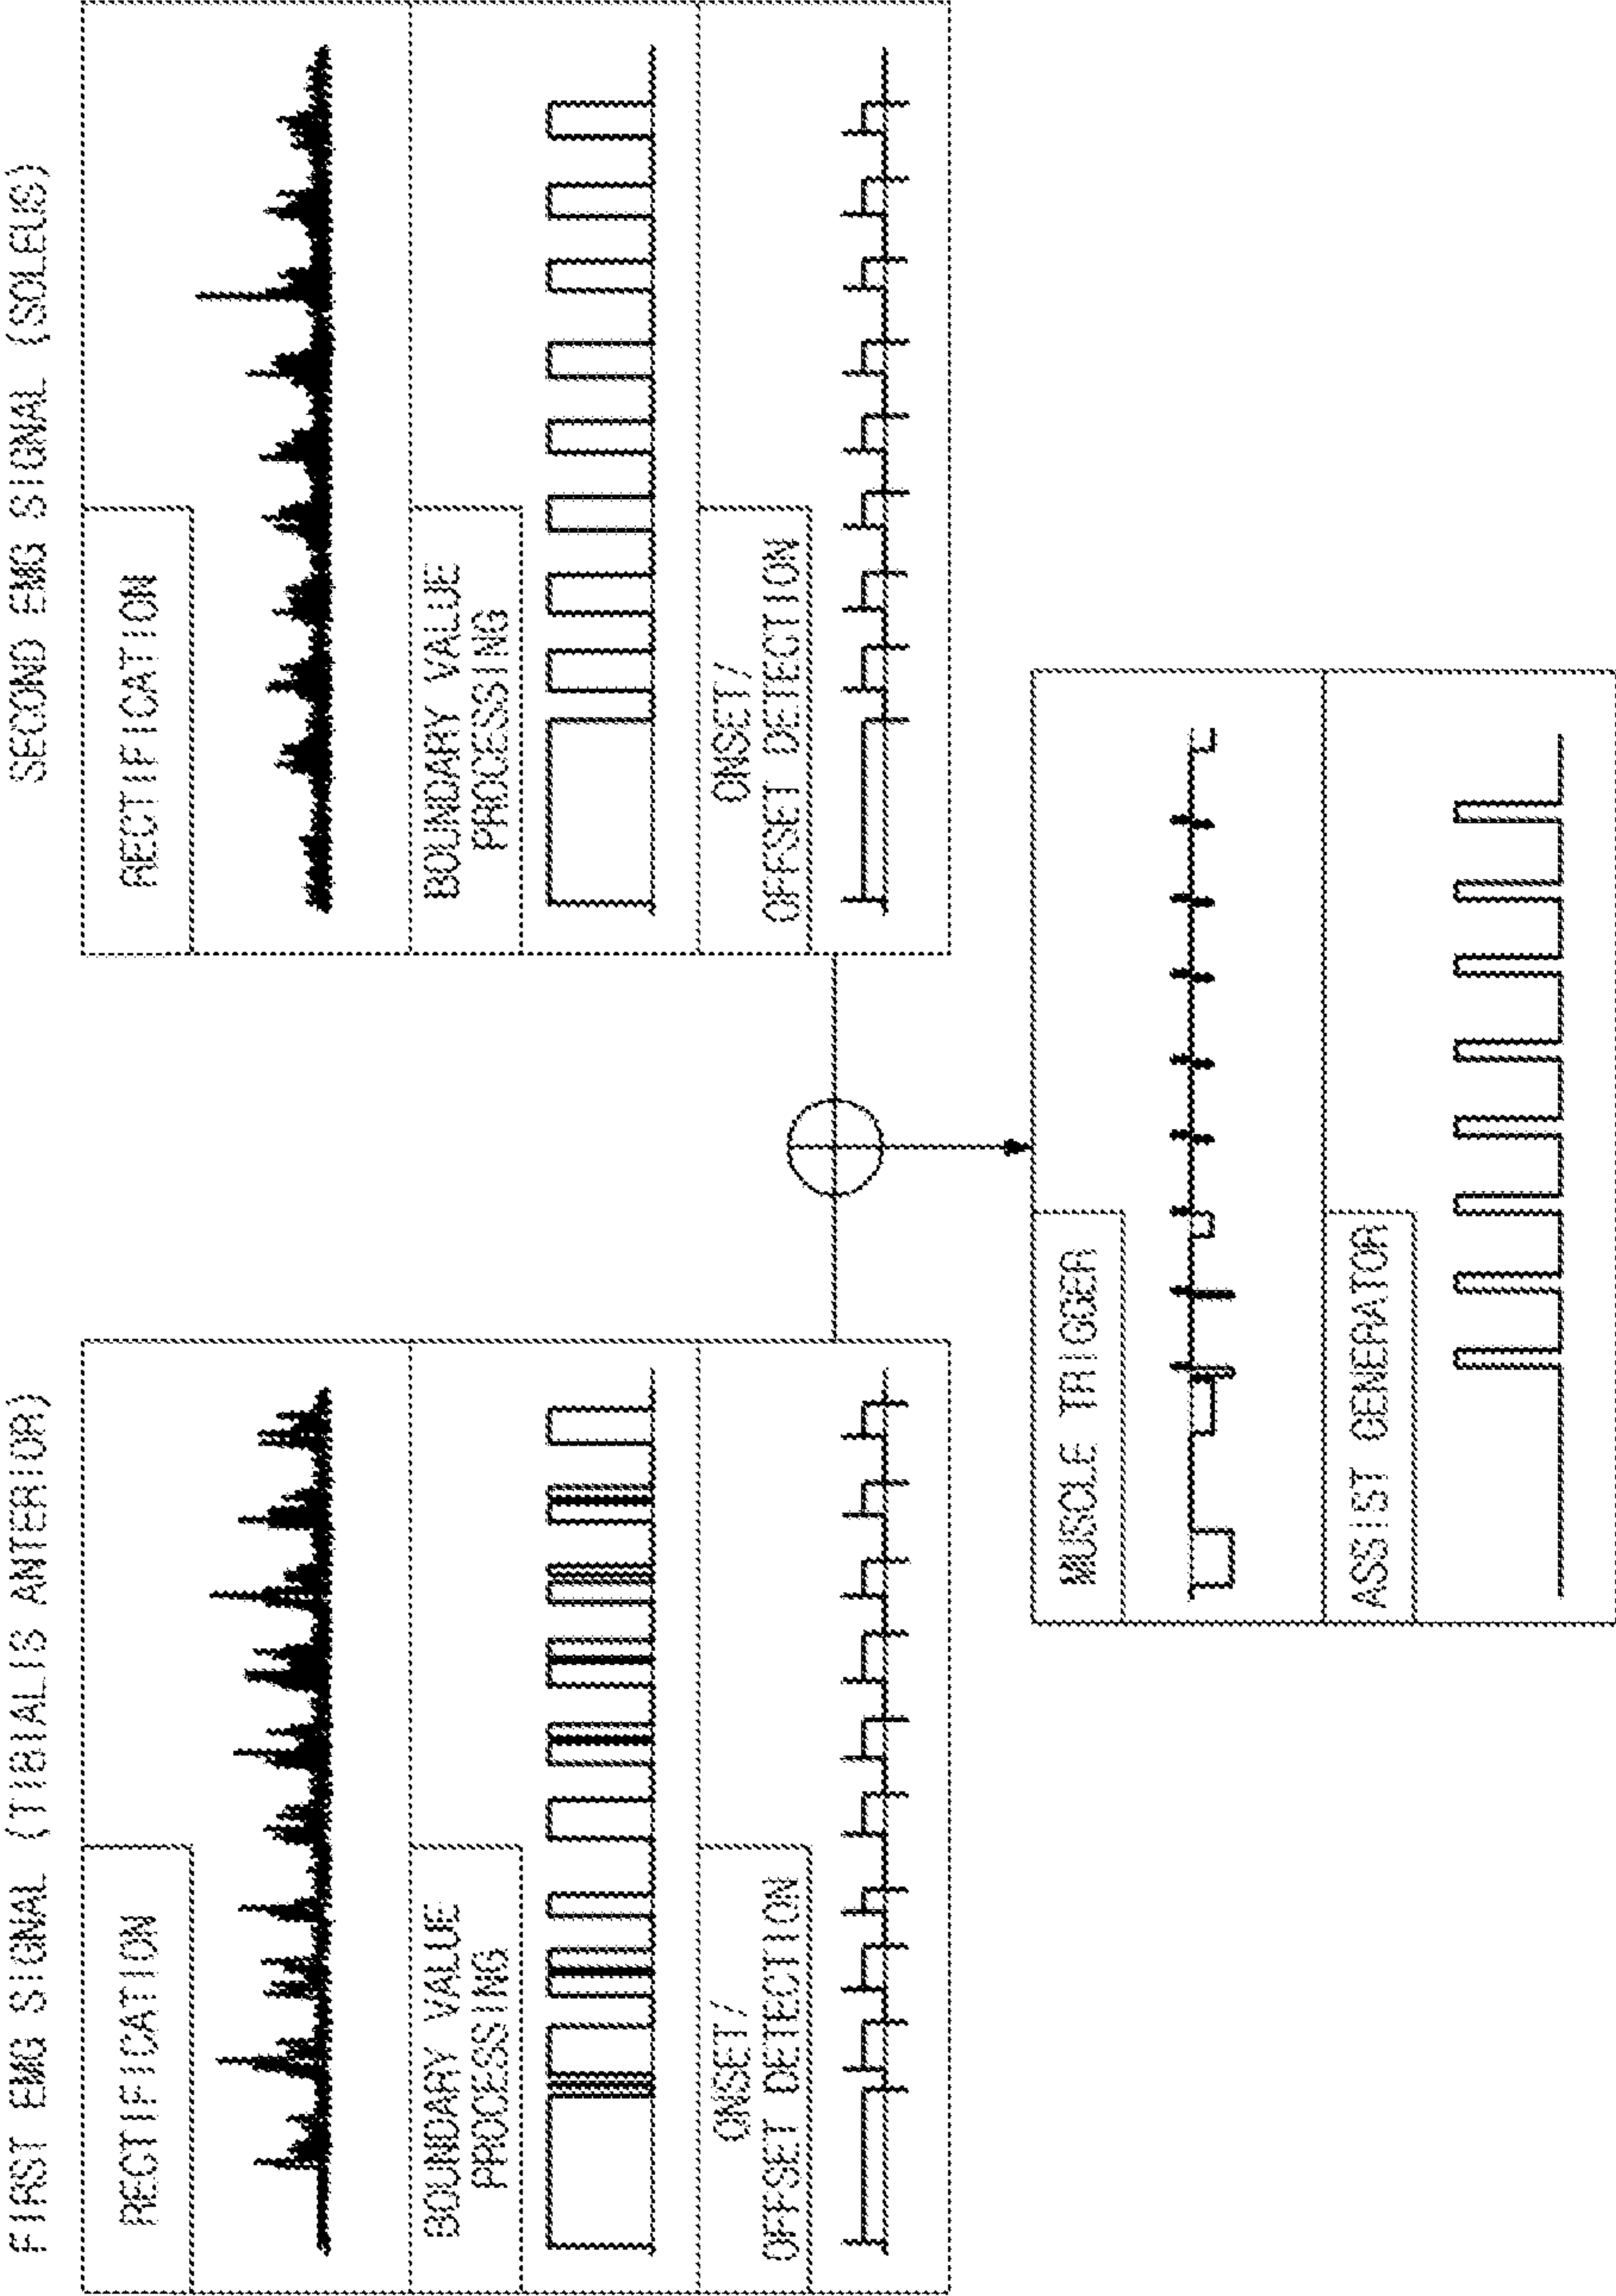 FIRST EMG SIGNAL (TIBIALIS ANTERIOR)
RECTIFICATION
BOUNDARY VALUE
PROCESSING
ONSET/
OFFSET DETECTION
SECOND EMG SIGNAL (SOLEUS)
RECTIFICATION
BOUNDARY VALUE
PROCESSING
ONSET/
OFFSET DETECTION
MUSCLE TRIGGER
ASSIST GENERATOR